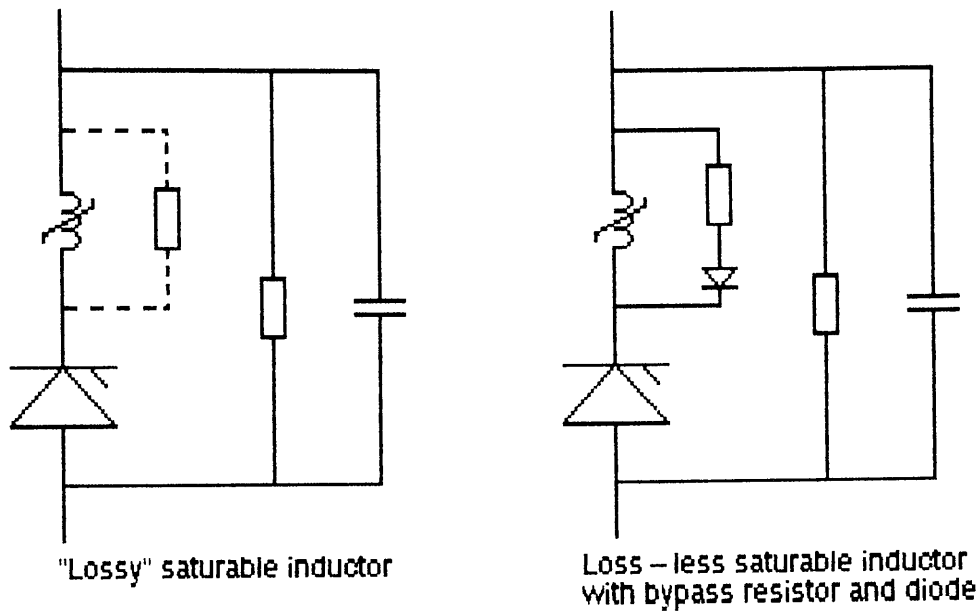 "Lossy" saturable inductor
Loss – less saturable inductor
with bypass resistor and diode